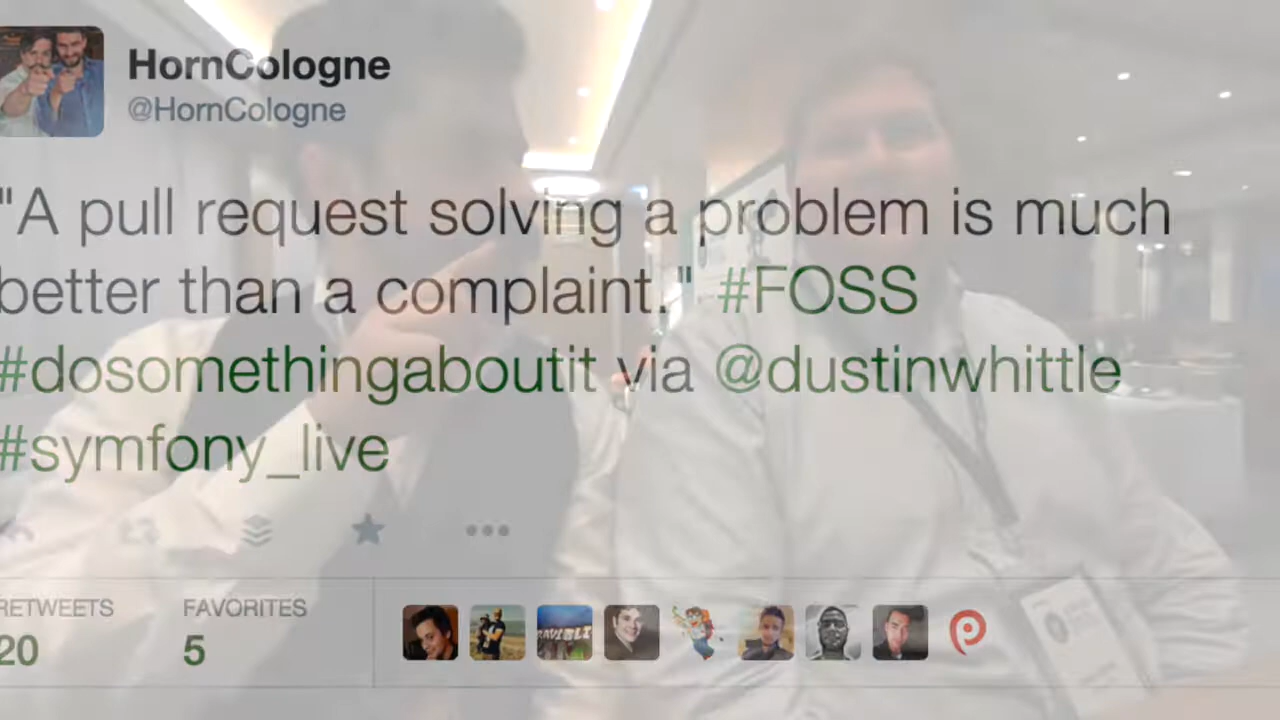 HornCologne
@HornCologne
"A pull request solving a problem is much
better than a complaint." #FOSS
#dosomethingaboutit via @dustinwhittle
#symfony_live
RETWEETS FAVORITES
20 5